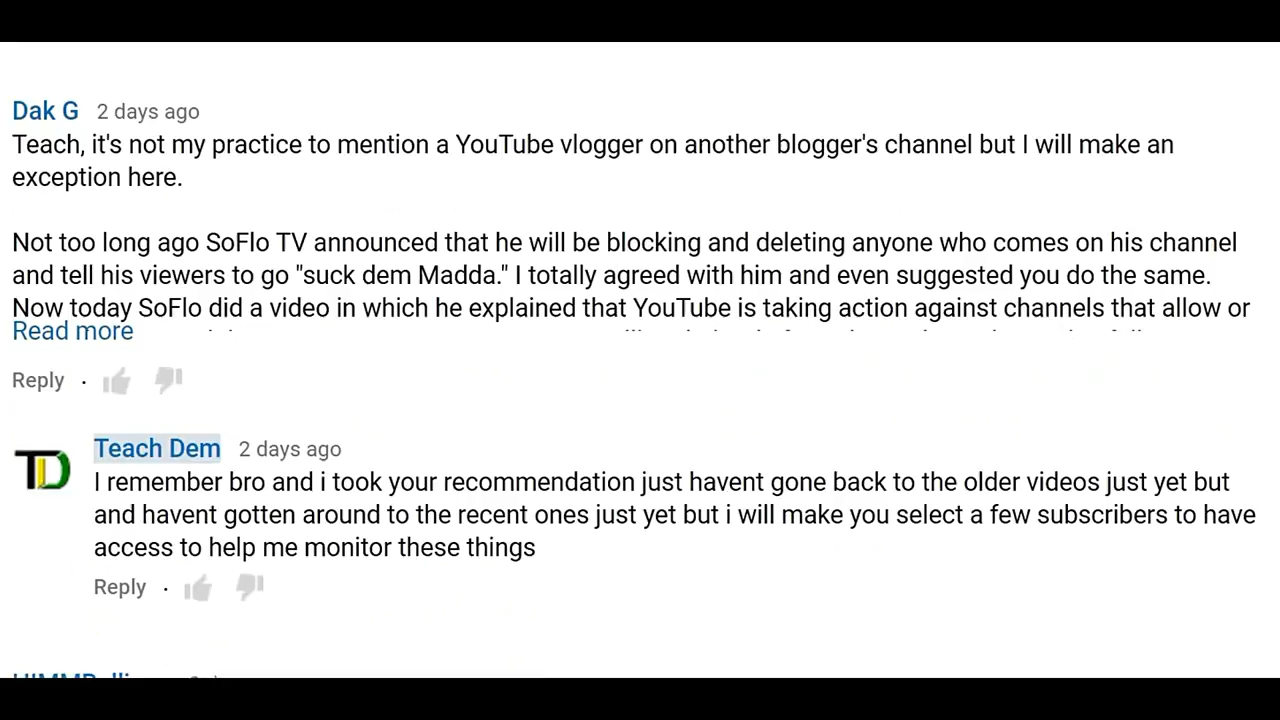 Dak G 2 days ago
Teach, it's not my practice to mention a YouTube vlogger on another blogger's channel but I will make an
exception here.
Not too long ago SoFlo TV announced that he will be blocking and deleting anyone who comes on his channel
and tell his viewers to go "suck dem Madda." I totally agreed with him and even suggested you do the same.
Now today SoFlo did a video in which he explained that YouTube is taking action against channels that allow or
Read more
Reply ·
TD
Teach Dem 2 days ago
I remember bro and i took your recommendation just havent gone back to the older videos just yet but
and havent gotten around to the recent ones just yet but i will make you select a few subscribers to have
access to help me monitor these things
Reply ·